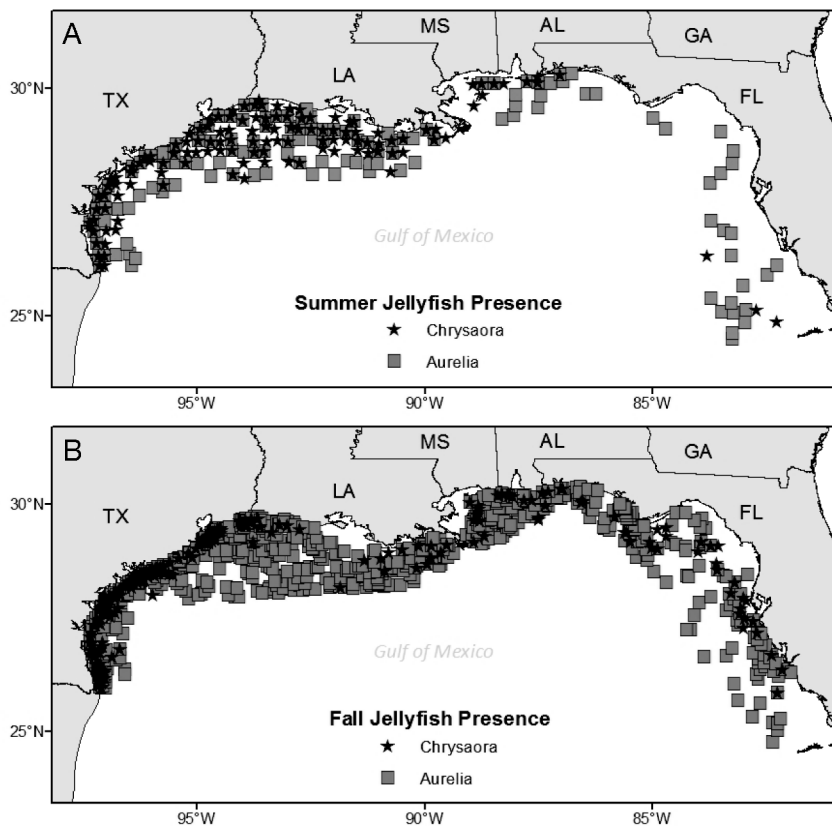 A
MS
AL
GA
30°N
LA
TX
FL
Gulf of Mexico
Summer Jellyfish Presence
Chrysaora
25°N
Aurelia
95°W
90°W
85°W
B
MS
AL
GA
30°N
LA
TX
FL
Gulf of Mexico
Fall Jellyfish Presence
25°N
Chrysaora
Aurelia
95°W
90°W
85°W